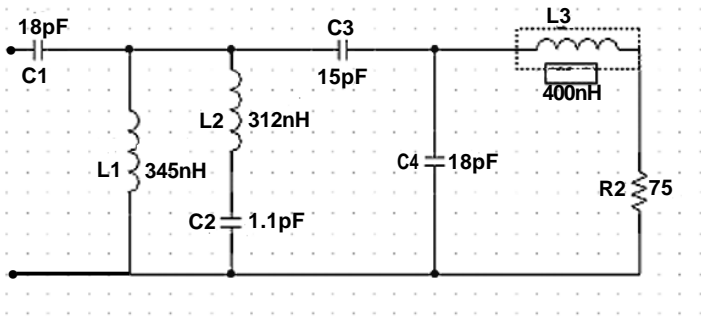 18pF
C1
C3
15pF
L3
400nH
L2 312nH
L1 345nH
C4 18pF
R2 75
C2 1.1pF